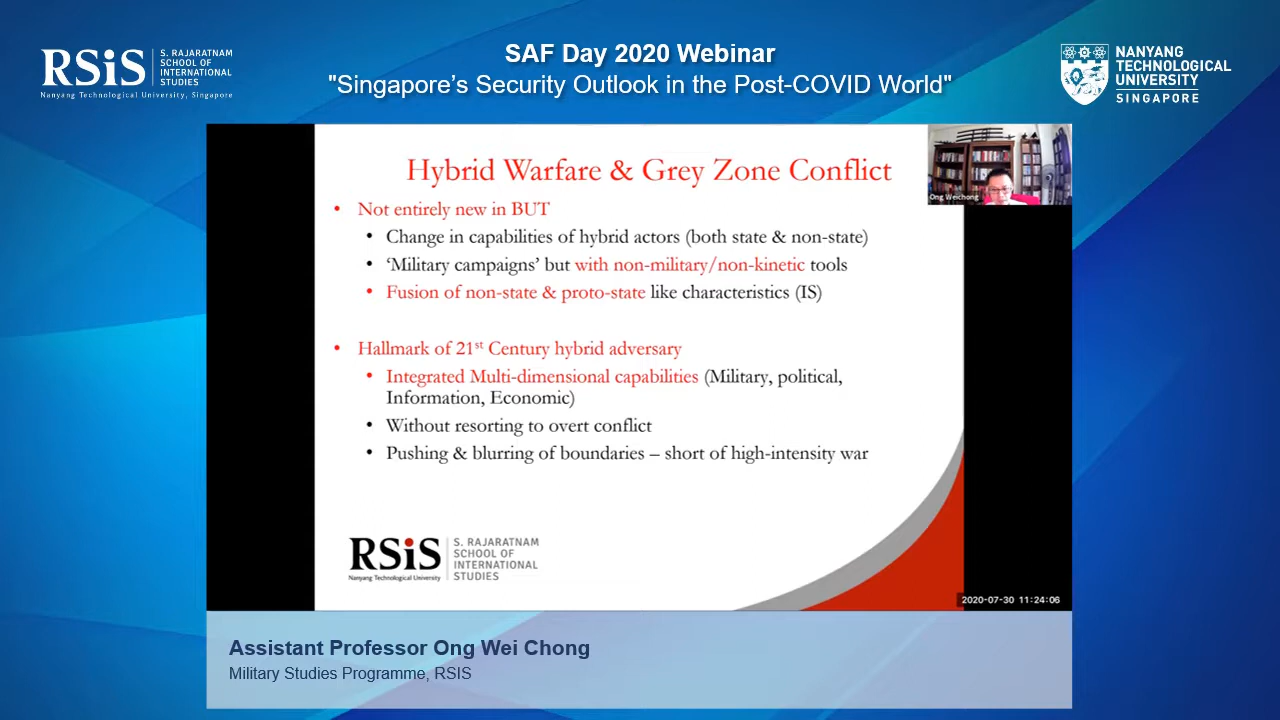 RSiS
S. RAJARATNAM
SCHOOL OF
INTERNATIONAL
STUDIES
Nanyang Technological University, Singapore
SAF Day 2020 Webinar
"Singapore's Security Outlook in the Post-COVID World"
NANYANG
TECHNOLOGICAL
UNIVERSITY
SINGAPORE
Hybrid Warfare & Grey Zone Conflict
Ong Weichong
• Not entirely new in BUT
• Change in capabilities of hybrid actors (both state & non-state)
• ‘Military campaigns’ but with non-military/non-kinetic tools
• Fusion of non-state & proto-state like characteristics (IS)
• Hallmark of 21st Century hybrid adversary
• Integrated Multi-dimensional capabilities (Military, political,
Information, Economic)
• Without resorting to overt conflict
• Pushing & blurring of boundaries – short of high-intensity war
RSiS
Nanyang Technological University
S. RAJARATNAM
SCHOOL OF
INTERNATIONAL
STUDIES
2020-07-30 11:24:06
Assistant Professor Ong Wei Chong
Military Studies Programme, RSIS